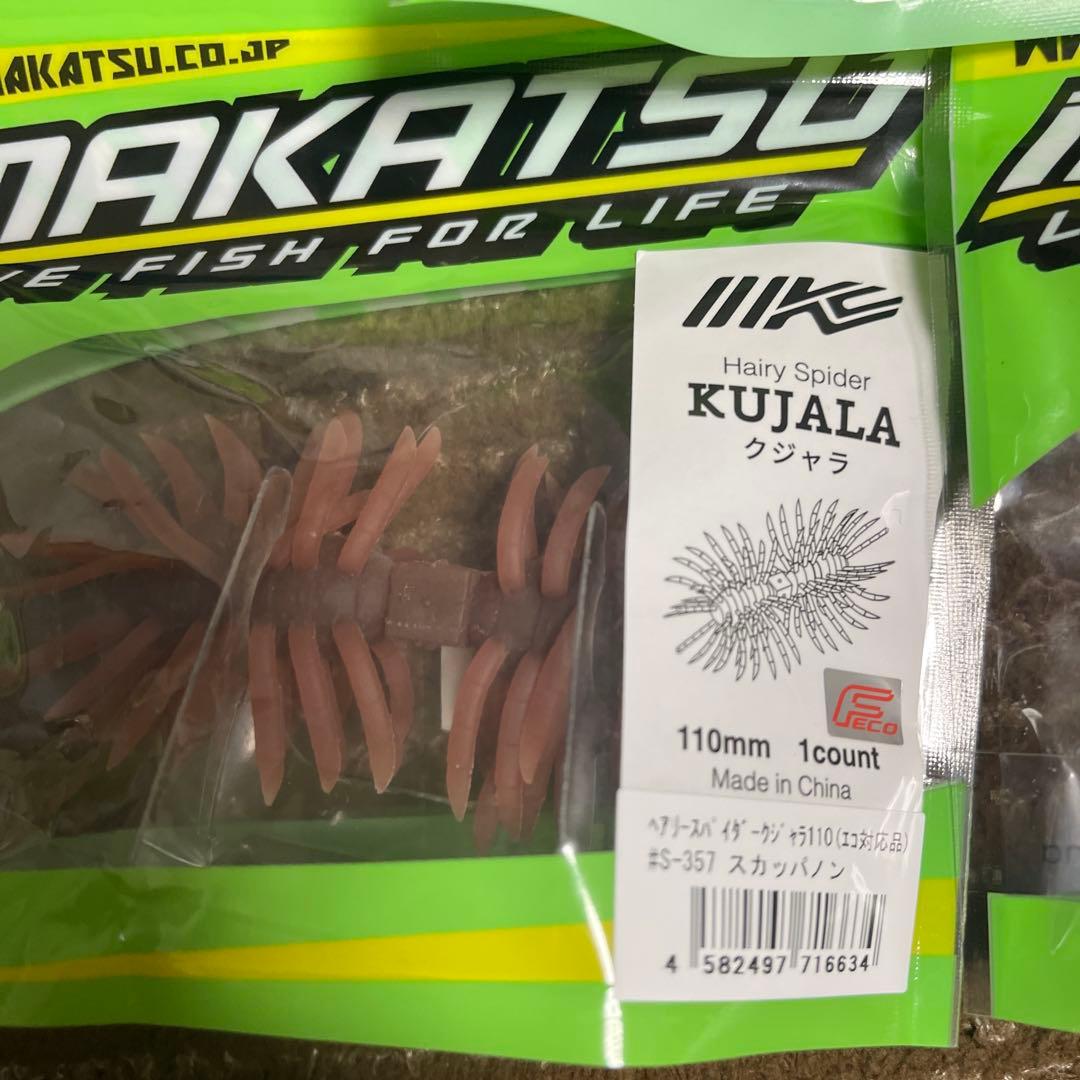 MAKATSU.CO.JP
MAKATSU
VE FISH FOR LIFE
IKE
Hairy Spider
KUJALA
クジャラ
Feco
110mm 1count
Made in China
ﾍｱﾘｰｽﾊﾟｲﾀﾞｰｸｼﾞｬﾗ110(ｴｺ対応品)
#S-357 スカッパノン
4 582497 716634